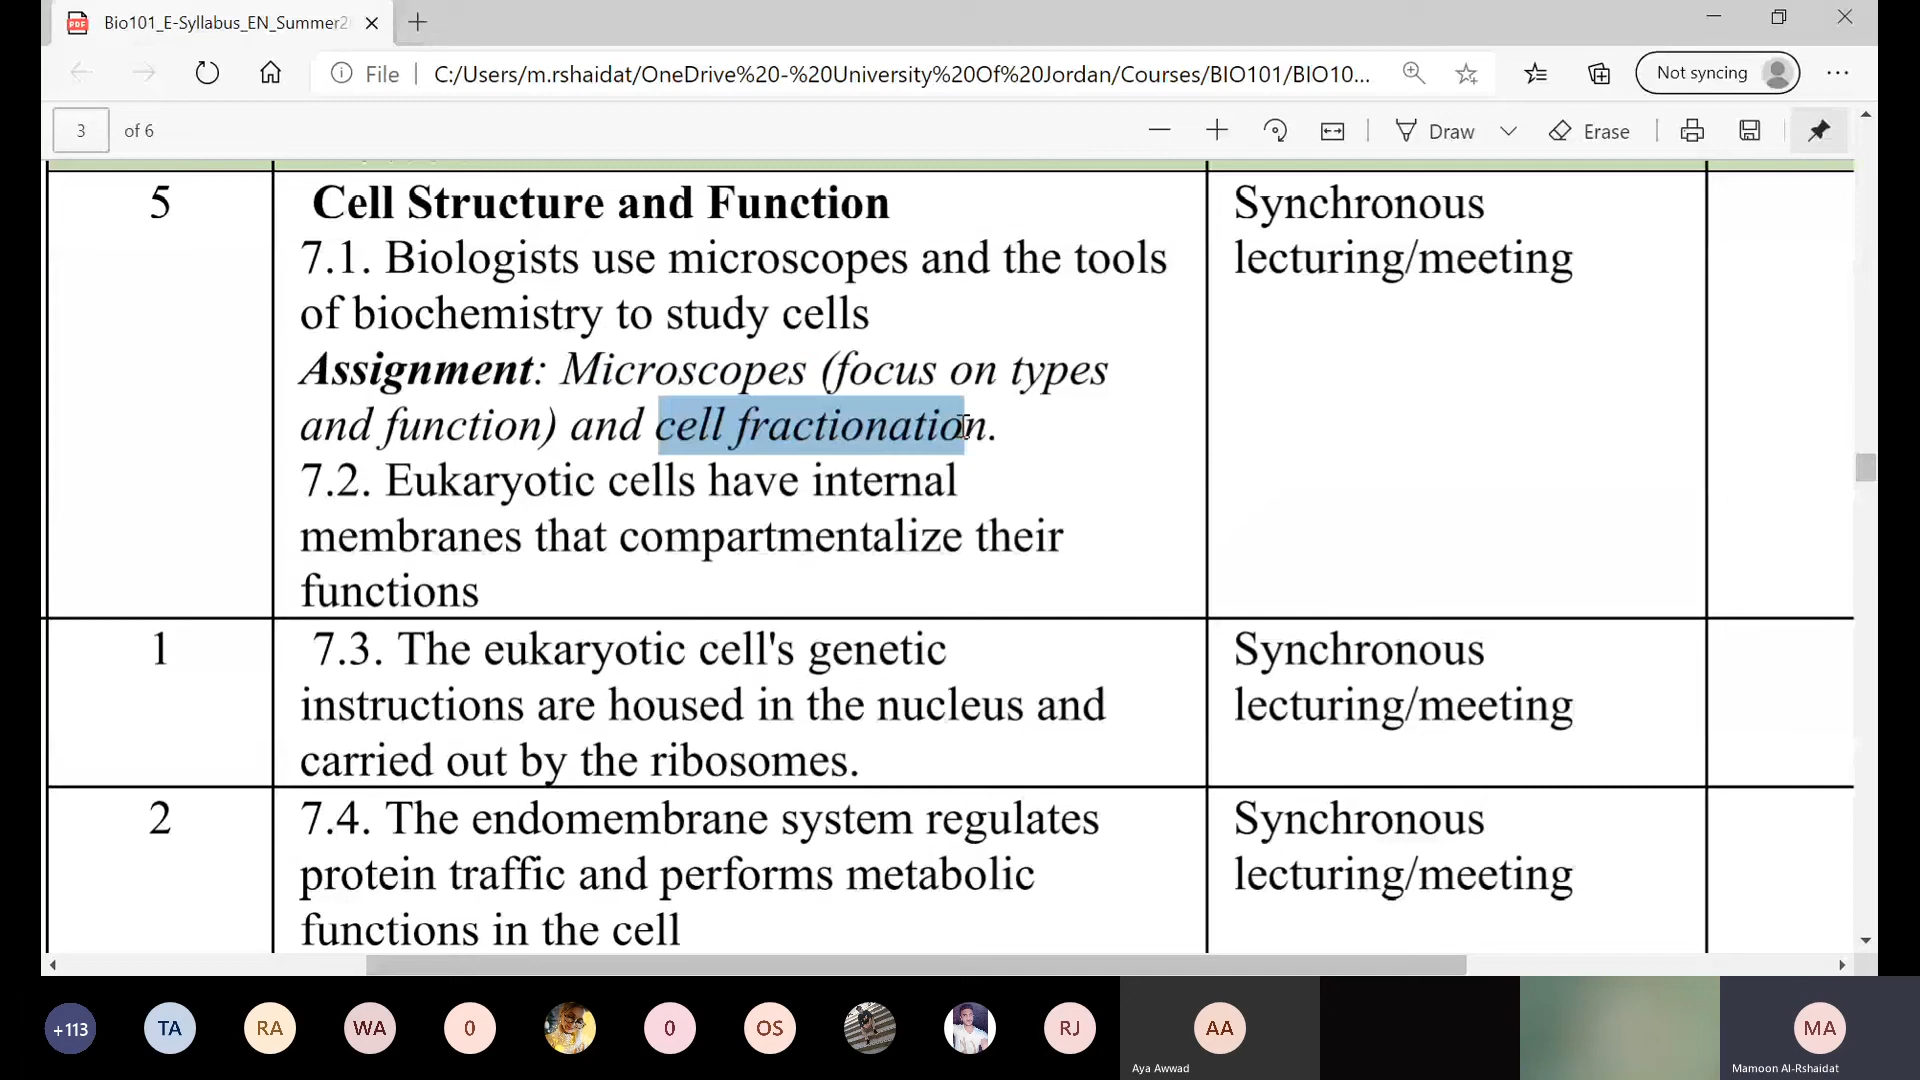 Bio101_E-Syllabus_EN_Summer2
File
C:/Users/m.rshaidat/OneDrive%20-%20University%20Of%20Jordan/Courses/BIO101/BIO10...
Not syncing
3 of 6
Draw
Erase
5
Cell Structure and Function
7.1. Biologists use microscopes and the tools
of biochemistry to study cells
Assignment: Microscopes (focus on types
and function) and cell fractionation.
7.2. Eukaryotic cells have internal
membranes that compartmentalize their
functions
Synchronous
lecturing/meeting
1
7.3. The eukaryotic cell's genetic
instructions are housed in the nucleus and
carried out by the ribosomes.
Synchronous
lecturing/meeting
2
7.4. The endomembrane system regulates
protein traffic and performs metabolic
functions in the cell
Synchronous
lecturing/meeting
+113
TA
RA
WA
0
0
OS
RJ
AA
Aya Awwad
MA
Mamoon Al-Rshaidat